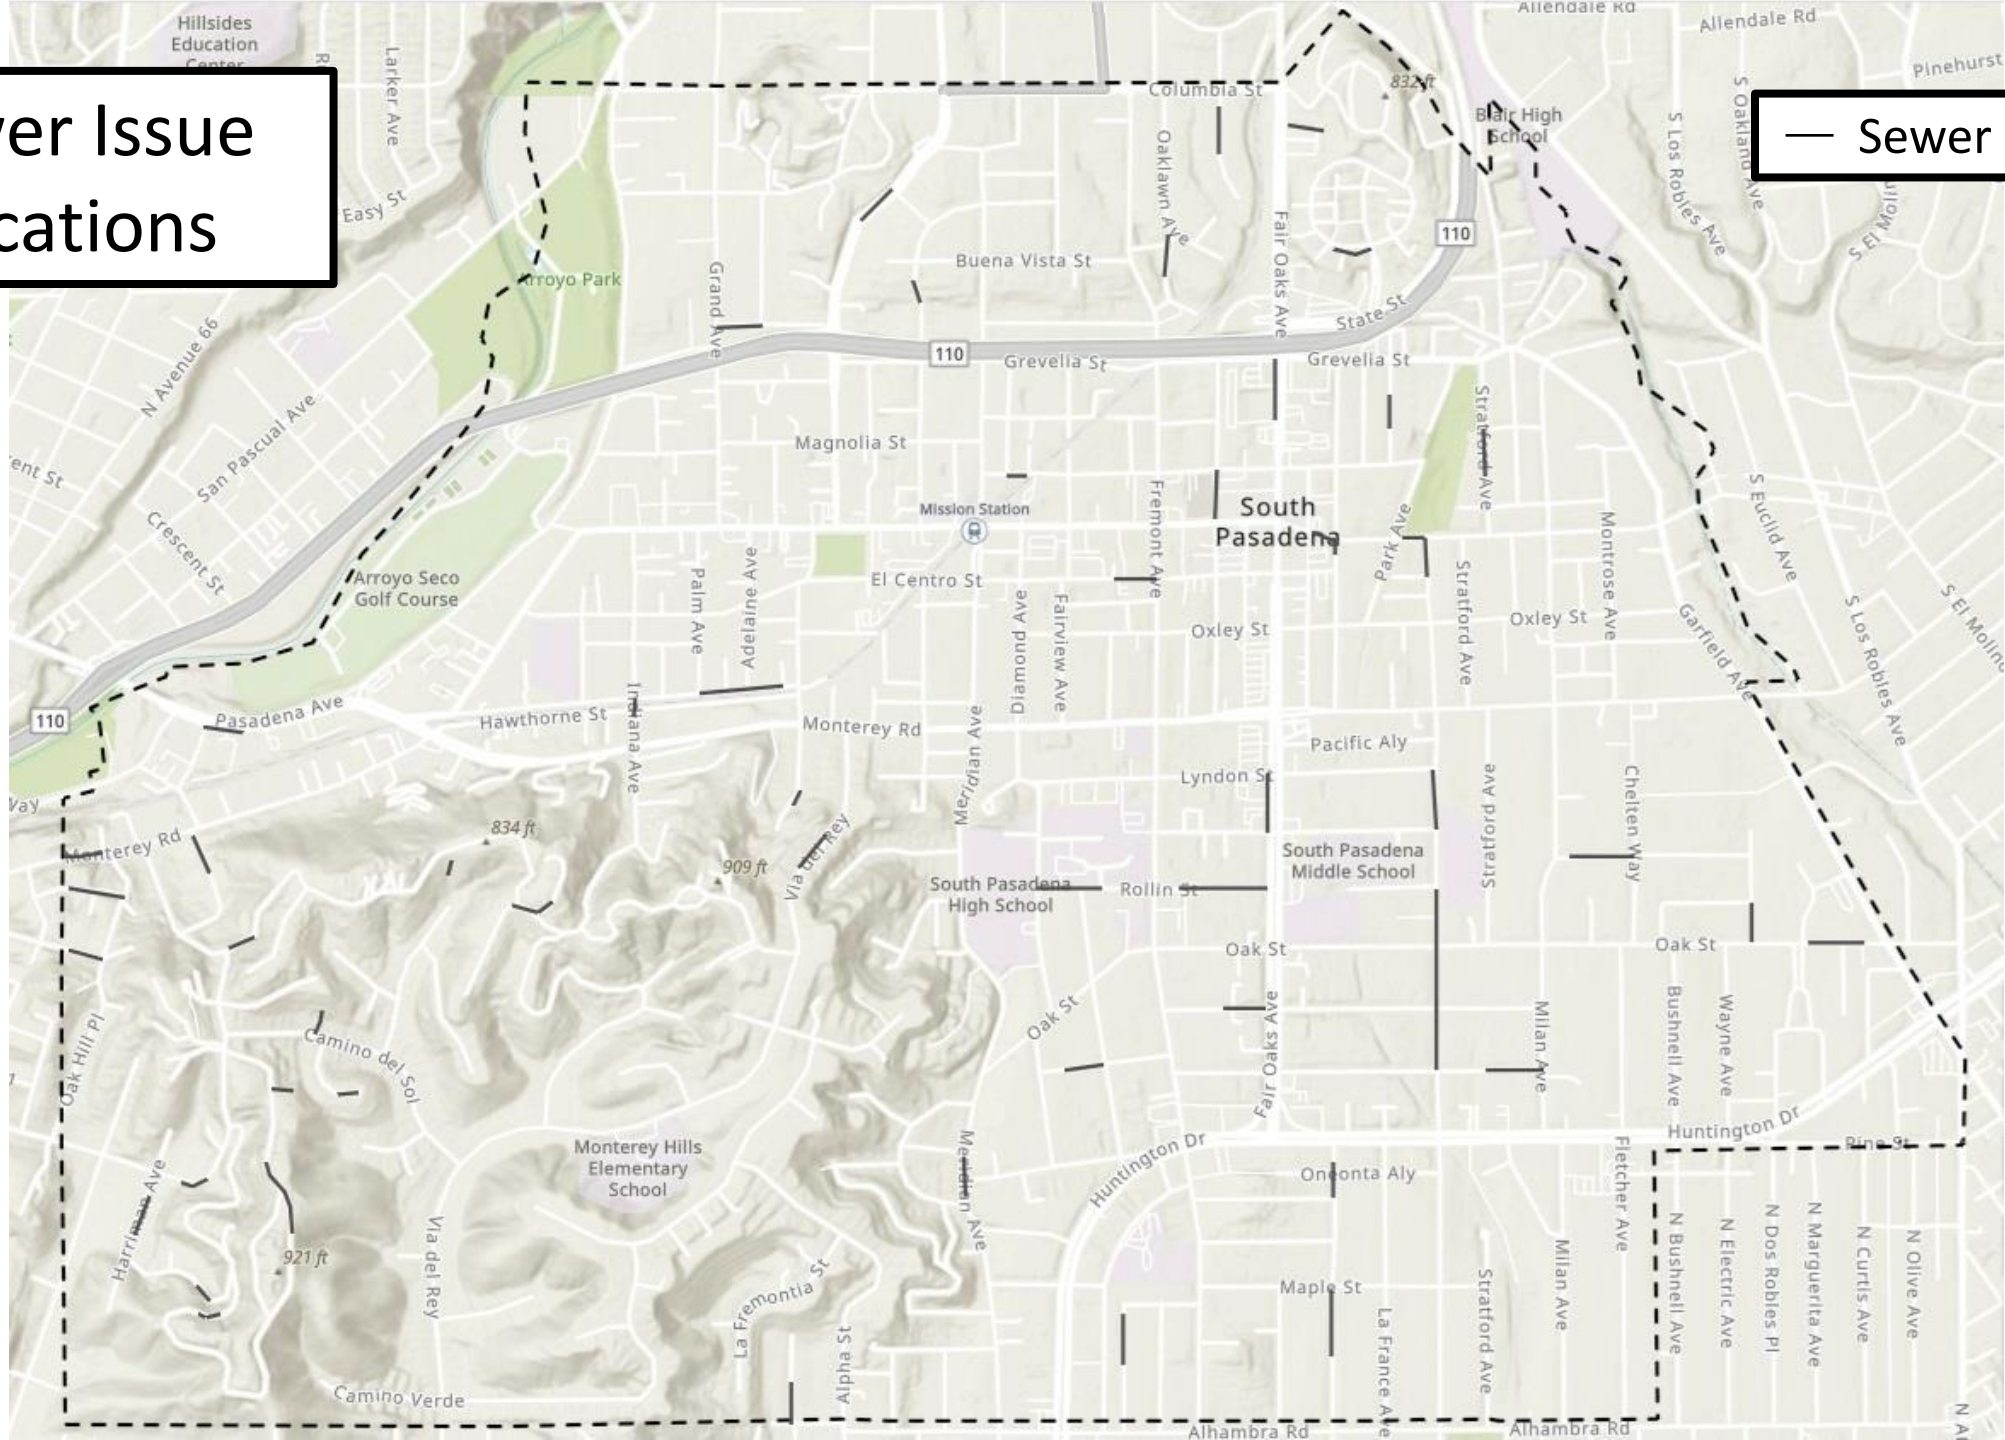 Hillsides
Education
Center
Larker Ave
Easy St
er Issue
cations
Allendale Rd
Allendale Rd
Pinehurst
Columbia St
832 ft
Blair High
School
Sewer
S Oakland Ave
S Los Robles Ave
S El Mol
Oaklawn Ave
Fair Oaks Ave
110
Buena Vista St
Arroyo Park
Grand Ave
State St
N Avenue 66
110
Grevelia St
Grevelia St
San Pascual Ave
Magnolia St
Stratford Ave
ent St
Crescent St
Mission Station
Fremont Ave
South
Pasadena
Park Ave
Montrose Ave
S Euclid Ave
Arroyo Seco
Golf Course
Palm Ave
Adelaine Ave
El Centro St
Diamond Ave
Fairview Ave
Oxley St
Stratford Ave
Oxley St
Garfield Ave
S Los Robles Ave
S El Molino
110
Pasadena Ave
Hawthorne St
Indiana Ave
Monterey Rd
Meridian Ave
Pacific Aly
Lyndon St
Stratford Ave
Chelten Way
Way
Monterey Rd
834 ft
909 ft
Via del Rey
South Pasadena
High School
Rollin St
South Pasadena
Middle School
Oak St
Oak St
Oak St
Oak Hill Pl
Camino del Sol
Fair Oaks Ave
Milan Ave
Bushnell Ave
Wayne Ave
Monterey Hills
Elementary
School
Meridian Ave
Huntington Dr
Huntington Dr
Pine St
Oneonta Aly
Fletcher Ave
Harriman Ave
921 ft
Via del Rey
La Fremontia St
Alpha St
Maple St
La France Ave
Stratford Ave
Milan Ave
N Bushnell Ave
N Electric Ave
N Dos Robles Pl
N Marguerita Ave
N Curtis Ave
N Olive Ave
Camino Verde
Alhambra Rd
Alhambra Rd